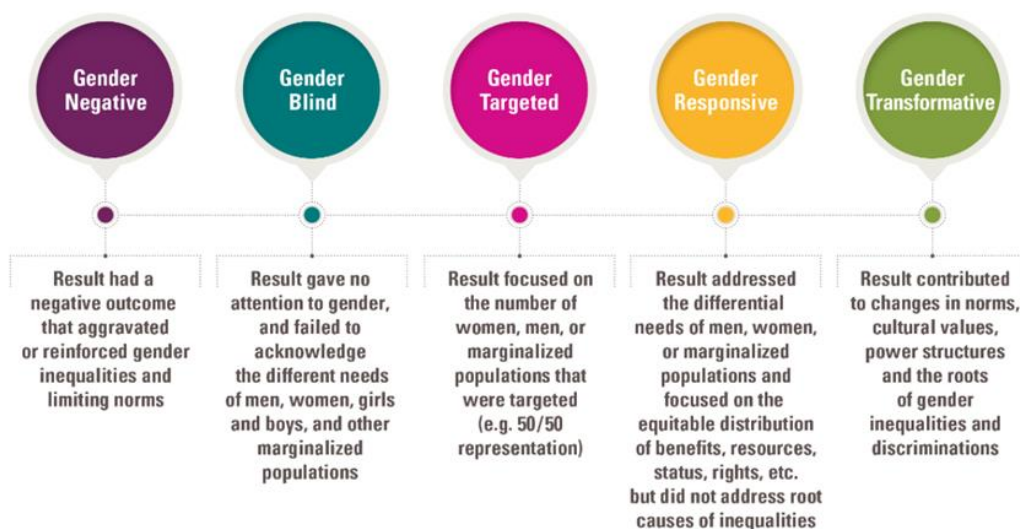 Gender
Negative
Gender
Blind
Gender
Targeted
Gender
Responsive
Gender
Transformative
Result had a
negative outcome
that aggravated
or reinforced gender
inequalities and
limiting norms
Result gave no
attention to gender,
and failed to
acknowledge
the different needs
of men, women, girls
and boys, and other
marginalized
populations
Result focused on
the number of
women, men, or
marginalized
populations that
were targeted
(e.g. 50/50
representation)
Result addressed
the differential
needs of men, women,
or marginalized
populations and
focused on the
equitable distribution
of benefits, resources,
status, rights, etc.
but did not address root
causes of inequalities
Result contributed
to changes in norms,
cultural values,
power structures
and the roots
of gender
inequalities and
discriminations